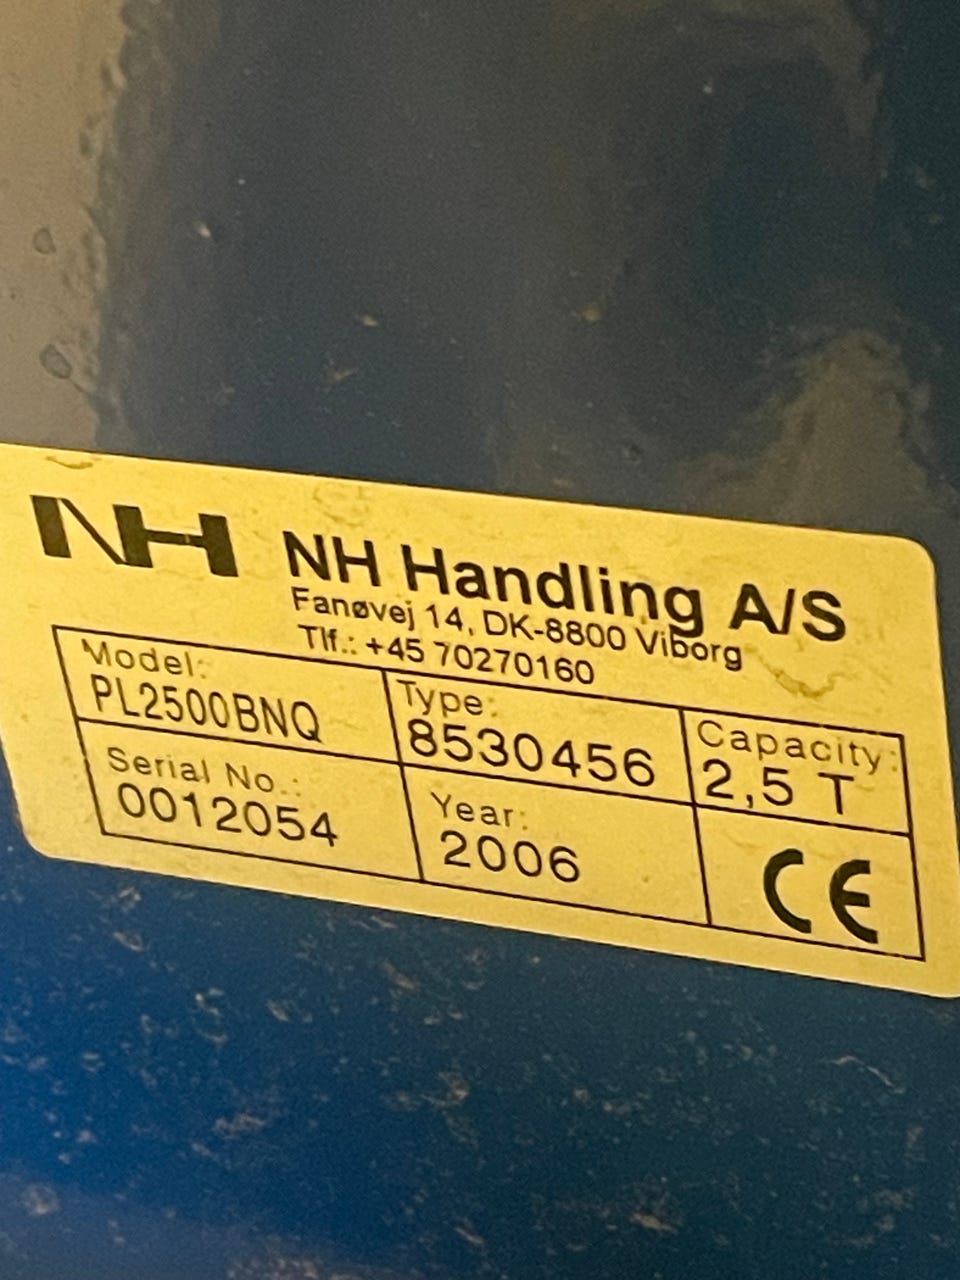 NH
NH Handling A/S
Fanøvej 14, DK-8800 Viborg
Tlf.: +45 70270160
Model:
PL2500BNQ
Type:
8530456
Capacity:
2,5 T
Serial No.:
0012054
Year:
2006
CE